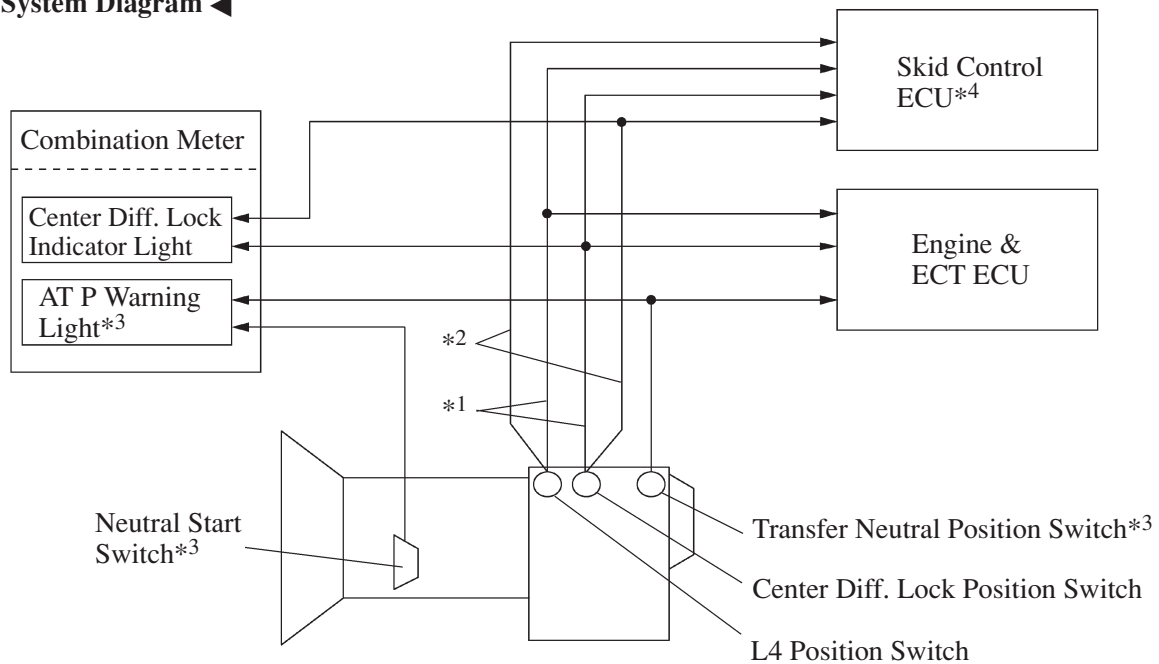 System Diagram ◀
Skid Control
ECU*4
Combination Meter
Center Diff. Lock
Indicator Light
Engine &
ECT ECU
AT P Warning
Light*3
*2
*1
Neutral Start
Switch*3
Transfer Neutral Position Switch*3
Center Diff. Lock Position Switch
L4 Position Switch